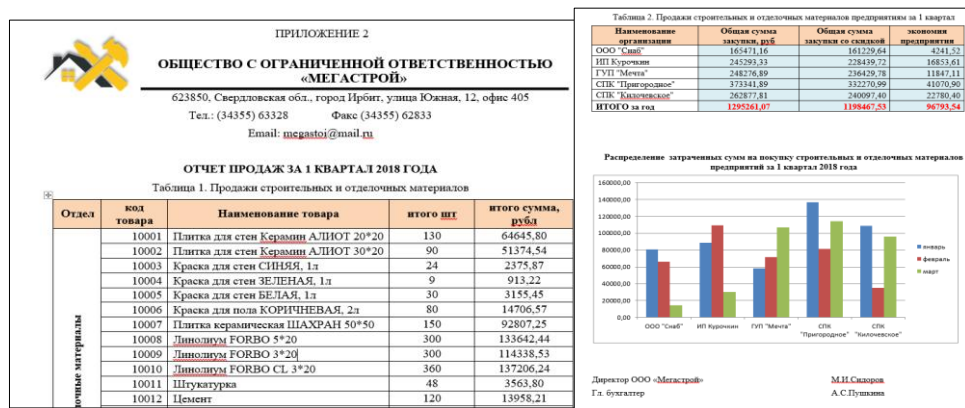 ПРИЛОЖЕНИЕ 2
ОБЩЕСТВО С ОГРАНИЧЕННОЙ ОТВЕТСТВЕННОСТЬЮ
«МЕГАСТРОЙ»
623850, Свердловская обл., город Ирбит, улица Южная, 12, офис 405
Тел.: (34355) 63328 Факс (34355) 62833
Email: megastoi@mail.ru
ОТЧЕТ ПРОДАЖ ЗА 1 КВАРТАЛ 2018 ГОДА
Таблица 1. Продажи строительных и отделочных материалов
Отдел код товара Наименование товара итого шт итого сумма, рубл
10001 Плитка для стен Керамин АЛИОТ 20*20 130 64645,80
10002 Плитка для стен Керамин АЛИОТ 30*20 90 51374,54
10003 Краска для стен СИНЯЯ, 1л 24 2375,87
10004 Краска для стен ЗЕЛЕНАЯ, 1л 9 913,22
10005 Краска для стен БЕЛАЯ, 1л 30 3155,45
10006 Краска для пола КОРИЧНЕВАЯ, 2л 80 14706,57
10007 Плитка керамическая ШАХРАН 50*50 150 92807,25
10008 Линолиум FORBO 5*20 300 133642,44
10009 Линолиум FORBO 3*20 300 114338,53
10010 Линолиум FORBO CL 3*20 360 137206,24
10011 Штукатурка 48 3563,80
10012 Цемент 120 13958,21
очные материалы
Таблица 2. Продажи строительных и отделочных материалов предприятиям за 1 квартал
Наименование организации Общая сумма закупки, руб Общая сумма закупки со скидкой экономия предприятия
ООО "Снаб" 165471,16 161229,64 4241,52
ИП Курочкин 245293,33 228439,72 16853,61
ГУП "Мечта" 248276,89 236429,78 11847,11
СПК "Пригородное" 373341,89 332270,99 41070,90
СПК "Килочевское" 262877,81 240097,40 22780,40
ИТОГО за год 1295261,07 1198467,53 96793,54
Распределение затраченных сумм на покупку строительных и отделочных материалов
предприятий за 1 квартал 2018 года
160000,00
140000,00
120000,00
100000,00
80000,00
60000,00
40000,00
20000,00
0,00
ООО "Снаб" ИП Курочкин ГУП "Мечта" СПК "Пригородное" СПК "Килочевское"
январь
февраль
март
Директор ООО «Мегастрой» М.И.Сидоров
Гл. бухгалтер А.С.Пушкина